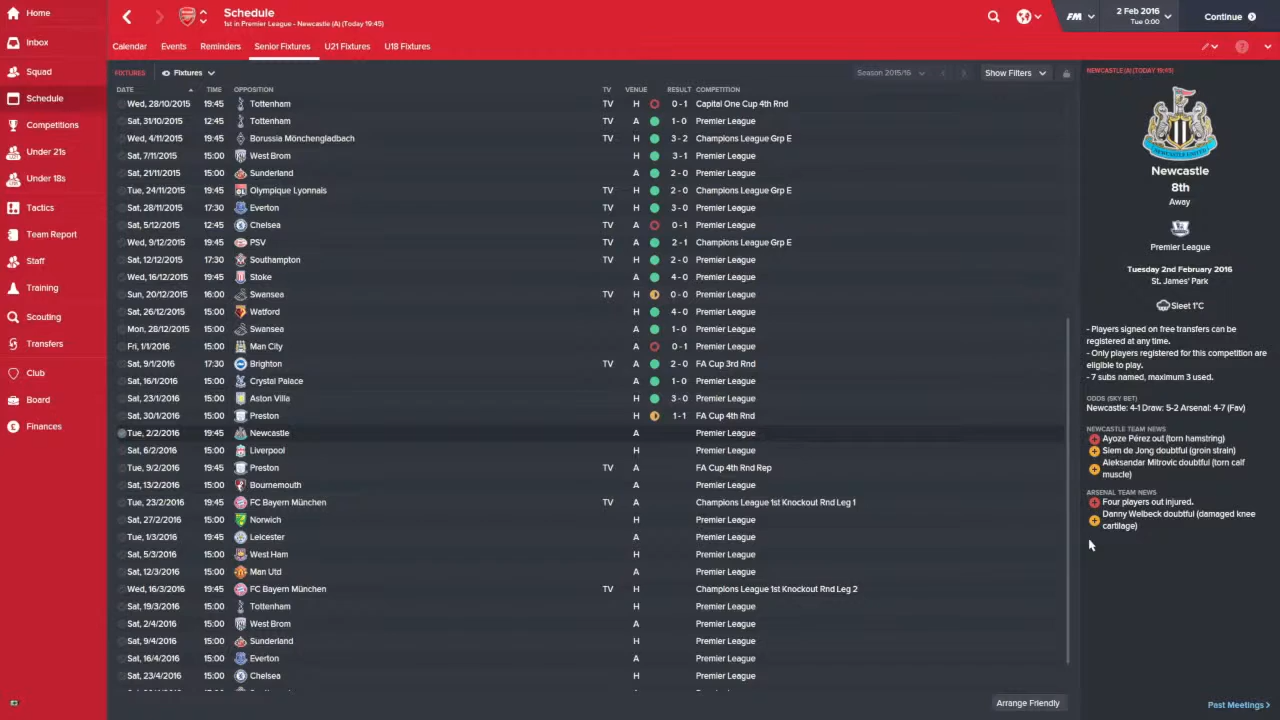 Home
Inbox
Squad
Schedule
Competitions
Under 21s
Under 18s
Tactics
Team Report
Staff
Training
Scouting
Transfers
Club
Board
Finances
Schedule
1st in Premier League - Newcastle (A) (Today 19:45)
FM
2 Feb 2016
Tue 0:00
Continue
Calendar Events Reminders Senior Fixtures U21 Fixtures U18 Fixtures
FIXTURES Fixtures Season 2015/16 Show Filters
DATE TIME OPPOSITION TV VENUE RESULT COMPETITION
Wed, 28/10/2015 19:45 Tottenham TV H 0 - 1 Capital One Cup 4th Rnd
Sat, 31/10/2015 12:45 Tottenham TV A 1 - 0 Premier League
Wed, 4/11/2015 19:45 Borussia Mönchengladbach TV H 3 - 2 Champions League Grp E
Sat, 7/11/2015 15:00 West Brom H 3 - 1 Premier League
Sat, 21/11/2015 15:00 Sunderland A 2 - 0 Premier League
Tue, 24/11/2015 19:45 Olympique Lyonnais TV H 2 - 0 Champions League Grp E
Sat, 28/11/2015 17:30 Everton TV H 3 - 0 Premier League
Sat, 5/12/2015 12:45 Chelsea TV A 0 - 1 Premier League
Wed, 9/12/2015 19:45 PSV TV A 2 - 1 Champions League Grp E
Sat, 12/12/2015 17:30 Southampton TV H 2 - 0 Premier League
Wed, 16/12/2015 19:45 Stoke A 4 - 0 Premier League
Sun, 20/12/2015 16:00 Swansea TV H 0 - 0 Premier League
Sat, 26/12/2015 15:00 Watford H 4 - 0 Premier League
Mon, 28/12/2015 15:00 Swansea A 1 - 0 Premier League
Fri, 1/1/2016 15:00 Man City A 0 - 1 Premier League
Sat, 9/1/2016 17:30 Brighton TV A 2 - 0 FA Cup 3rd Rnd
Sat, 16/1/2016 15:00 Crystal Palace A 1 - 0 Premier League
Sat, 23/1/2016 15:00 Aston Villa H 3 - 0 Premier League
Sat, 30/1/2016 15:00 Preston H 1 - 1 FA Cup 4th Rnd
Tue, 2/2/2016 19:45 Newcastle A Premier League
Sat, 6/2/2016 15:00 Liverpool H Premier League
Tue, 9/2/2016 19:45 Preston TV A FA Cup 4th Rnd Rep
Sat, 13/2/2016 15:00 Bournemouth A Premier League
Tue, 23/2/2016 19:45 FC Bayern München TV A Champions League 1st Knockout Rnd Leg 1
Sat, 27/2/2016 15:00 Norwich H Premier League
Tue, 1/3/2016 19:45 Leicester A Premier League
Sat, 5/3/2016 15:00 West Ham H Premier League
Sat, 12/3/2016 15:00 Man Utd A Premier League
Wed, 16/3/2016 19:45 FC Bayern München TV H Champions League 1st Knockout Rnd Leg 2
Sat, 19/3/2016 15:00 Tottenham H Premier League
Sat, 2/4/2016 15:00 West Brom A Premier League
Sat, 9/4/2016 15:00 Sunderland H Premier League
Sat, 16/4/2016 15:00 Everton A Premier League
Sat, 23/4/2016 15:00 Chelsea H Premier League
Arrange Friendly
NEWCASTLE (A) (TODAY 19:45)
Newcastle
8th
Away
Premier League
Tuesday 2nd February 2016
St. James' Park
Sleet 1°C
- Players signed on free transfers can be
registered at any time.
- Only players registered for this competition are
eligible to play.
- 7 subs named, maximum 3 used.
ODDS (SKY BET)
Newcastle: 4-1 Draw: 5-2 Arsenal: 4-7 (Fav)
NEWCASTLE TEAM NEWS
Ayoze Pérez out (torn hamstring)
Siem de Jong doubtful (groin strain)
Aleksandar Mitrovic doubtful (torn calf
muscle)
ARSENAL TEAM NEWS
Four players out injured.
Danny Welbeck doubtful (damaged knee
cartilage)
Past Meetings >